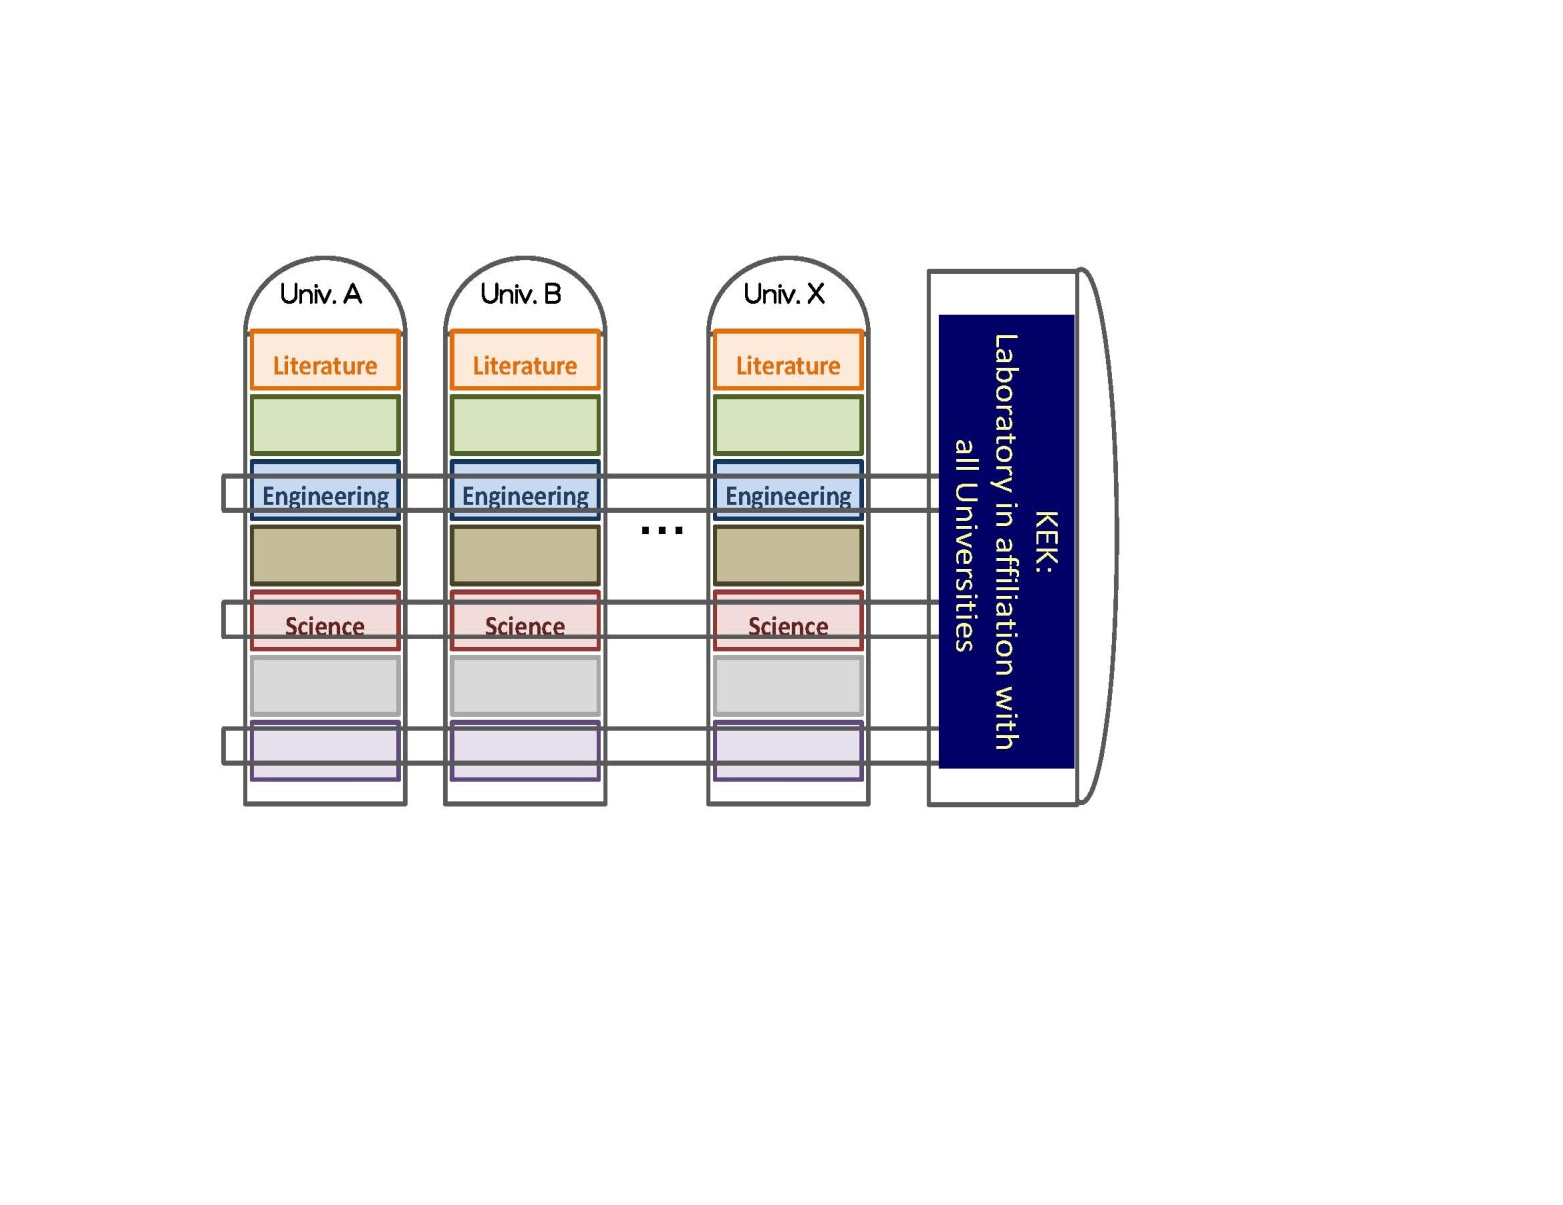 Univ. A
Univ. B
Univ. X
Literature
Literature
Literature
Engineering
Engineering
Engineering
...
Science
Science
Science
KEK:
Laboratory in affiliation with
all Universities